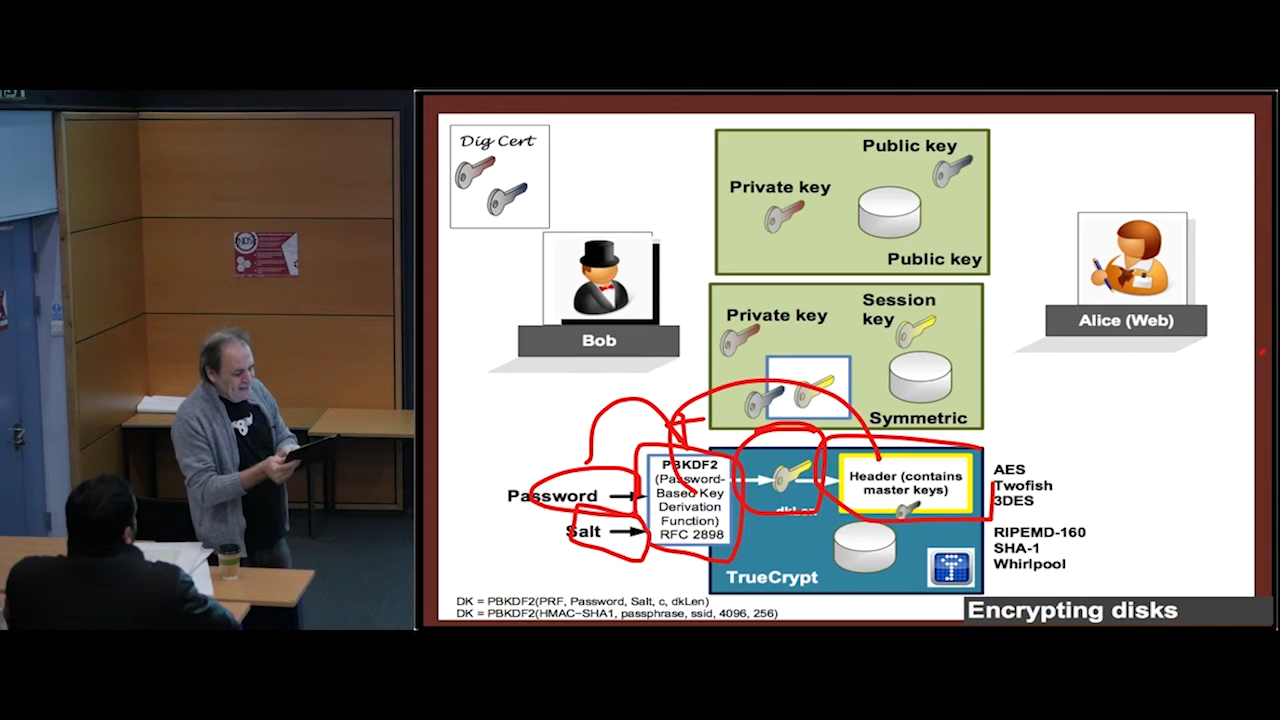 Dig Cert
Public key
Private key
Public key
Bob
Alice (Web)
Private key
Session
key
Symmetric
Password
Salt
PBKDF2
(Password-
Based Key
Derivation
Function)
RFC 2898
Header (contains
master keys)
TrueCrypt
AES
Twofish
3DES
RIPEMD-160
SHA-1
Whirlpool
DK = PBKDF2(PRF, Password, Salt, c, dkLen)
DK = PBKDF2(HMAC−SHA1, passphrase, ssid, 4096, 256)
Encrypting disks